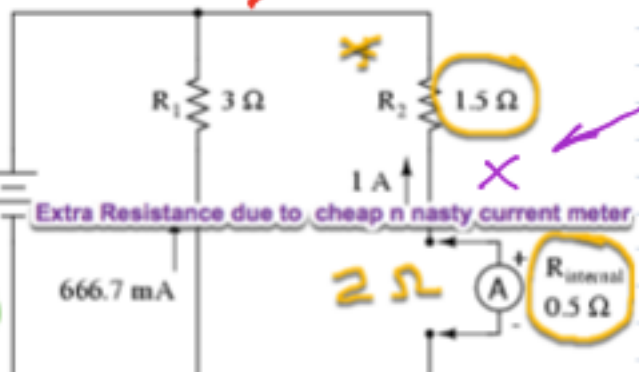 R1 3 Ω
R2 1.5 Ω
1 A
Extra Resistance due to cheap n nasty current meter
666.7 mA
2 Ω
A
+
-
Rinternal
0.5 Ω